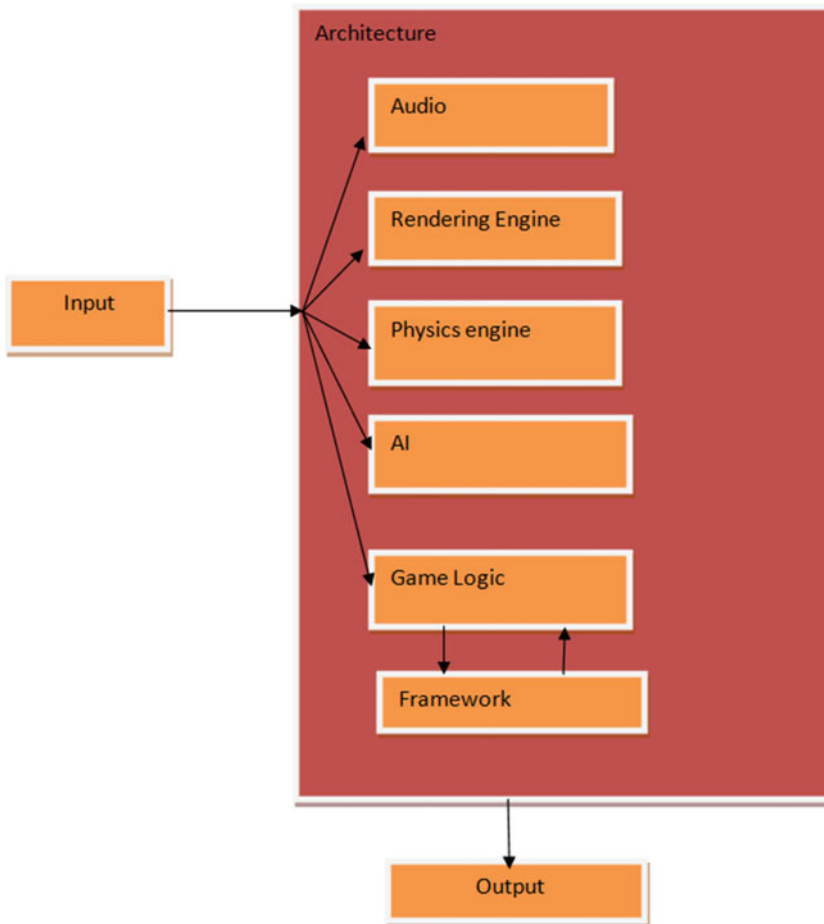 Architecture
Audio
Rendering Engine
Input
Physics engine
AI
Game Logic
Framework
Output